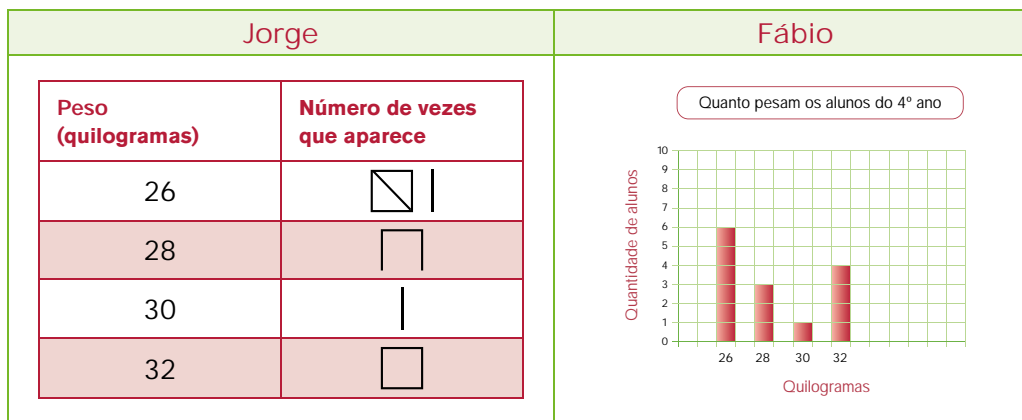 Jorge
Fábio
Peso
(quilogramas)
Número de vezes
que aparece
26
28
30
32
Quanto pesam os alunos do 4º ano
Quantidade de alunos
10
9
8
7
6
5
4
3
2
1
0
26 28 30 32
Quilogramas